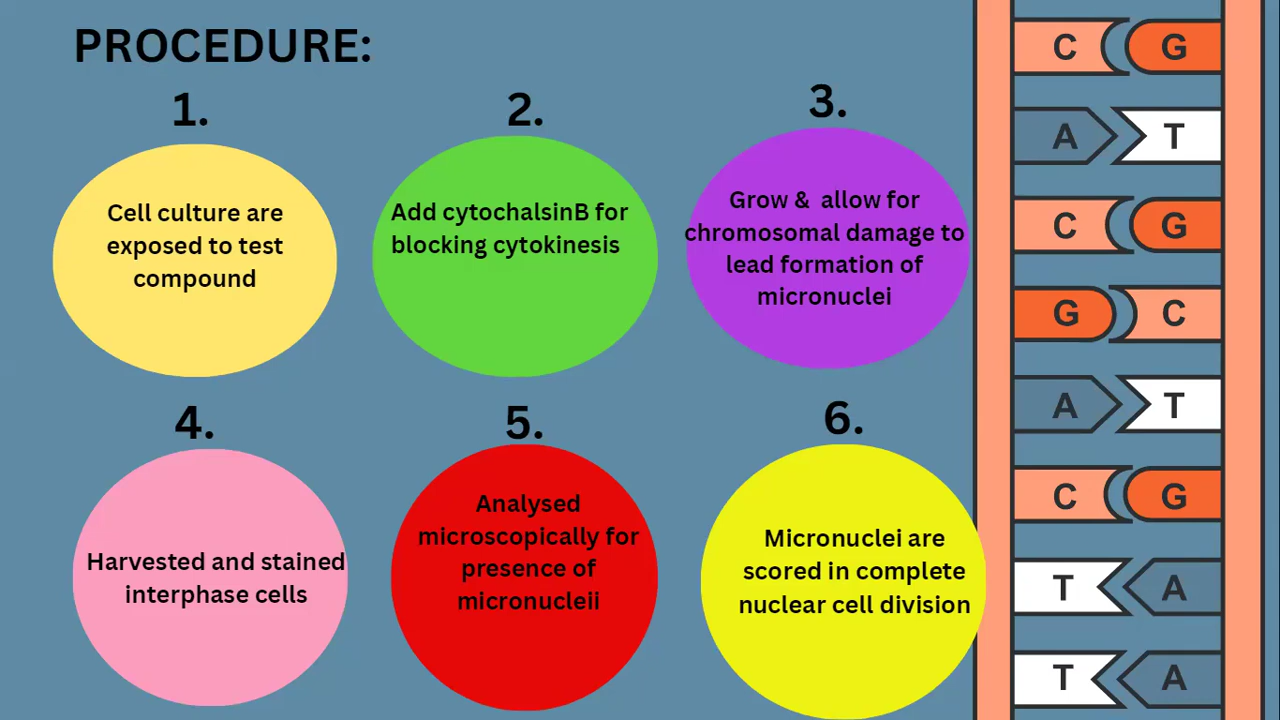 PROCEDURE:
1.
Cell culture are
exposed to test
compound
2.
Add cytochalsinB for
blocking cytokinesis
3.
Grow & allow for
chromosomal damage to
lead formation of
micronuclei
4.
Harvested and stained
interphase cells
5.
Analysed
microscopically for
presence of
micronucleii
6.
Micronuclei are
scored in complete
nuclear cell division
C G
A T
C G
G C
A T
C G
T A
T A